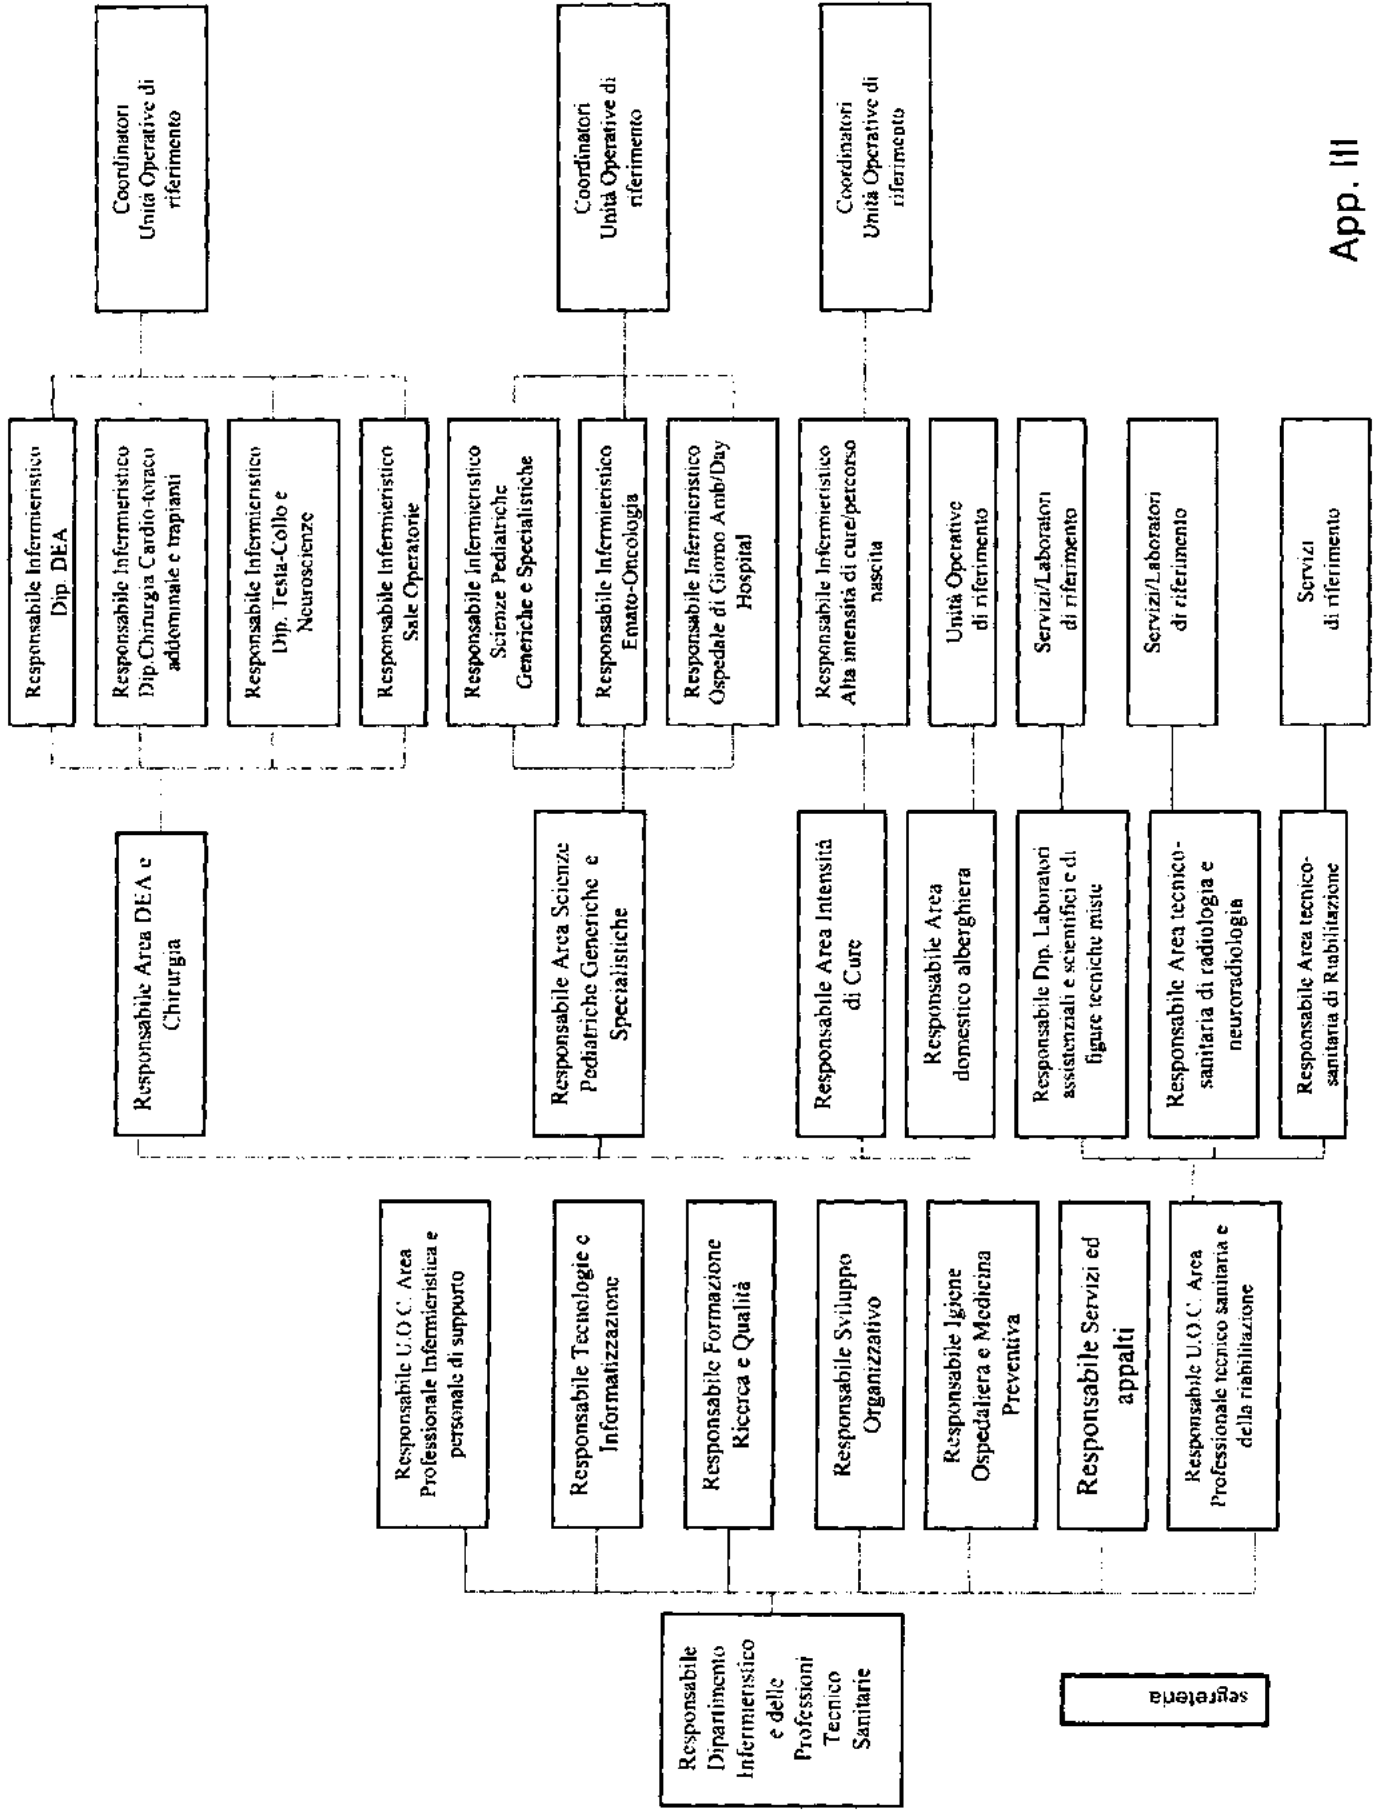 App. III
Responsabile
Dipartimento
Infermieristico
e delle
Professioni
Tecnico
Sanitarie
segreteria
Responsabile U.O.C. Area
Professionale Infermieristica e
personale di supporto
Responsabile Tecnologie e
Informatizzazione
Responsabile Formazione
Ricerca e Qualità
Responsabile Sviluppo
Organizzativo
Responsabile Igiene
Ospedaliera e Medicina
Preventiva
Responsabile Servizi ed
appalti
Responsabile U.O.C. Area
Professionale tecnico sanitaria e
della riabilitazione
Responsabile Area DEA e
Chirurgia
Responsabile Area Scienze
Pediatriche Generiche e
Specialistiche
Responsabile Area Intensità
di Cure
Responsabile Area
domestico alberghiera
Responsabile Dip. Laboratori
assistenziali e scientifici e di
figure tecniche miste
Responsabile Area tecnico-
sanitaria di radiologia e
neuroradiologia
Responsabile Area tecnico-
sanitaria di Riabilitazione
Responsabile Infermieristico
Dip. DEA
Responsabile Infermieristico
Dip.Chirurgia Cardio-toraco
addominale e trapianti
Responsabile Infermieristico
Dip. Testa-Collo e
Neuroscienze
Responsabile Infermieristico
Sale Operatorie
Responsabile Infermieristico
Scienze Pediatriche
Generiche e Specialistiche
Responsabile Infermieristico
Emato-Oncologia
Responsabile Infermieristico
Ospedale di Giorno Amb/Day
Hospital
Responsabile Infermieristico
Alta intensità di cure/percorso
nascita
Unità Operative
di riferimento
Servizi/Laboratori
di riferimento
Servizi/Laboratori
di riferimento
Servizi
di riferimento
Coordinatori
Unità Operative di
riferimento
Coordinatori
Unità Operative di
riferimento
Coordinatori
Unità Operative di
riferimento